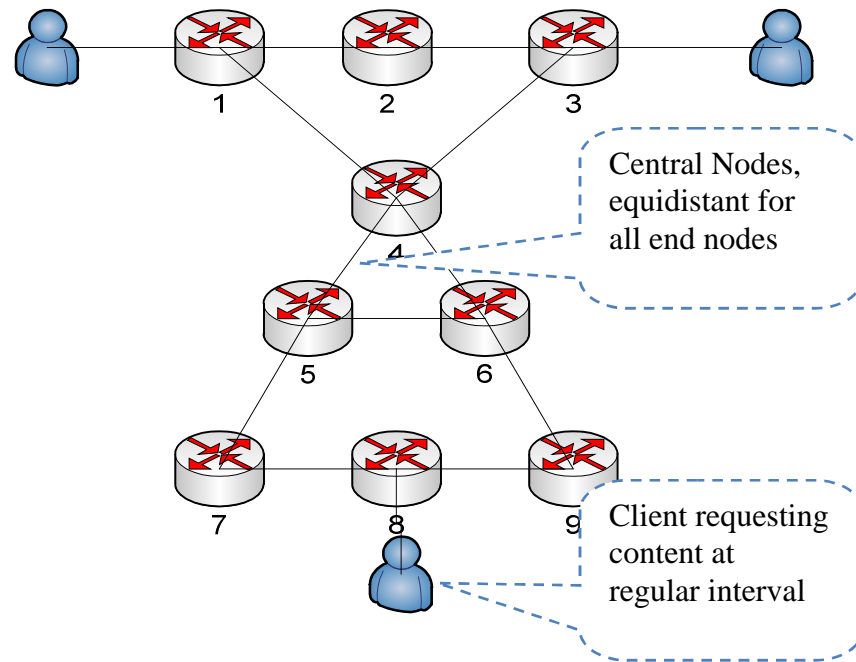 1
2
3
Central Nodes,
equidistant for
all end nodes
4
5
6
7
8
9
Client requesting
content at
regular interval